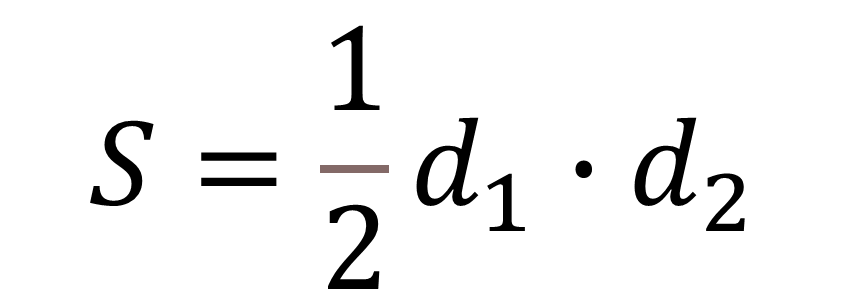 S = 1/2 d₁ · d₂